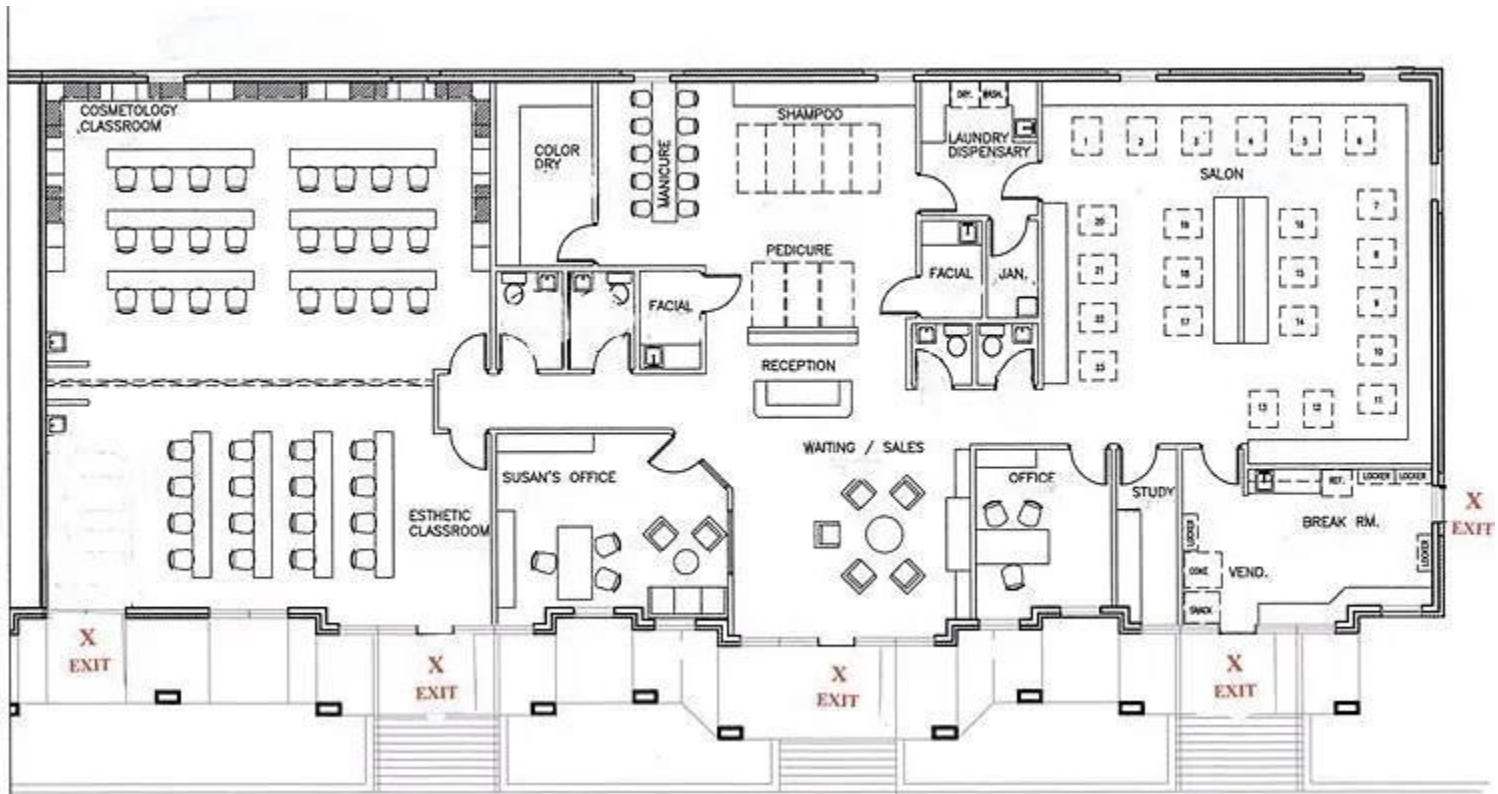 COSMETOLOGY
CLASSROOM
COLOR
DRY
MANICURE
SHAMPOO
DRY.
WASH.
LAUNDRY
DISPENSARY
1
2
3
4
5
6
SALON
7
8
9
10
11
12
13
20
21
22
23
19
18
17
16
15
14
PEDICURE
FACIAL
FACIAL
JAN.
RECEPTION
WAITING / SALES
SUSAN'S OFFICE
ESTHETIC
CLASSROOM
OFFICE
STUDY
REF.
LOCKER
LOCKER
BREAK RM.
LOCKER
LOCKER
COKE
VEND.
SNACK
X
EXIT
X
EXIT
X
EXIT
X
EXIT
X
EXIT